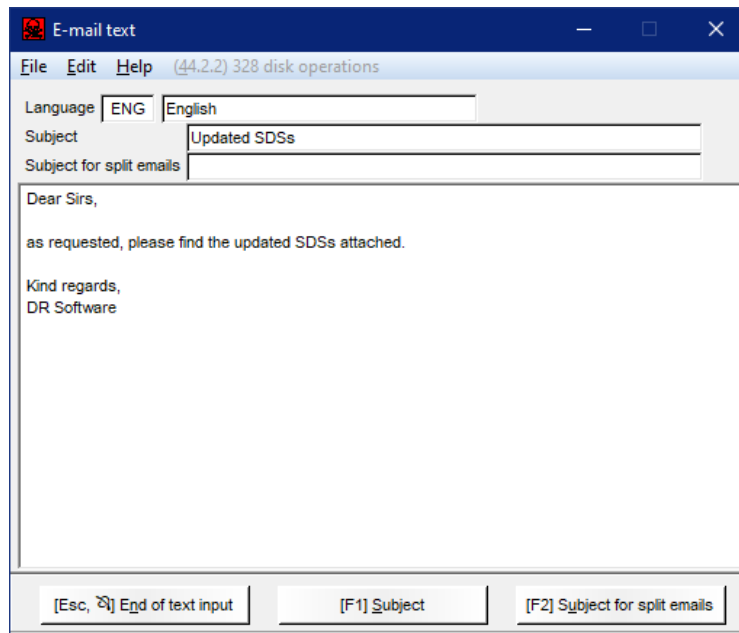 E-mail text
File Edit Help (44.2.2) 328 disk operations
Language ENG English
Subject Updated SDSs
Subject for split emails
Dear Sirs,
as requested, please find the updated SDSs attached.
Kind regards,
DR Software
[Esc, ] End of text input [F1] Subject [F2] Subject for split emails